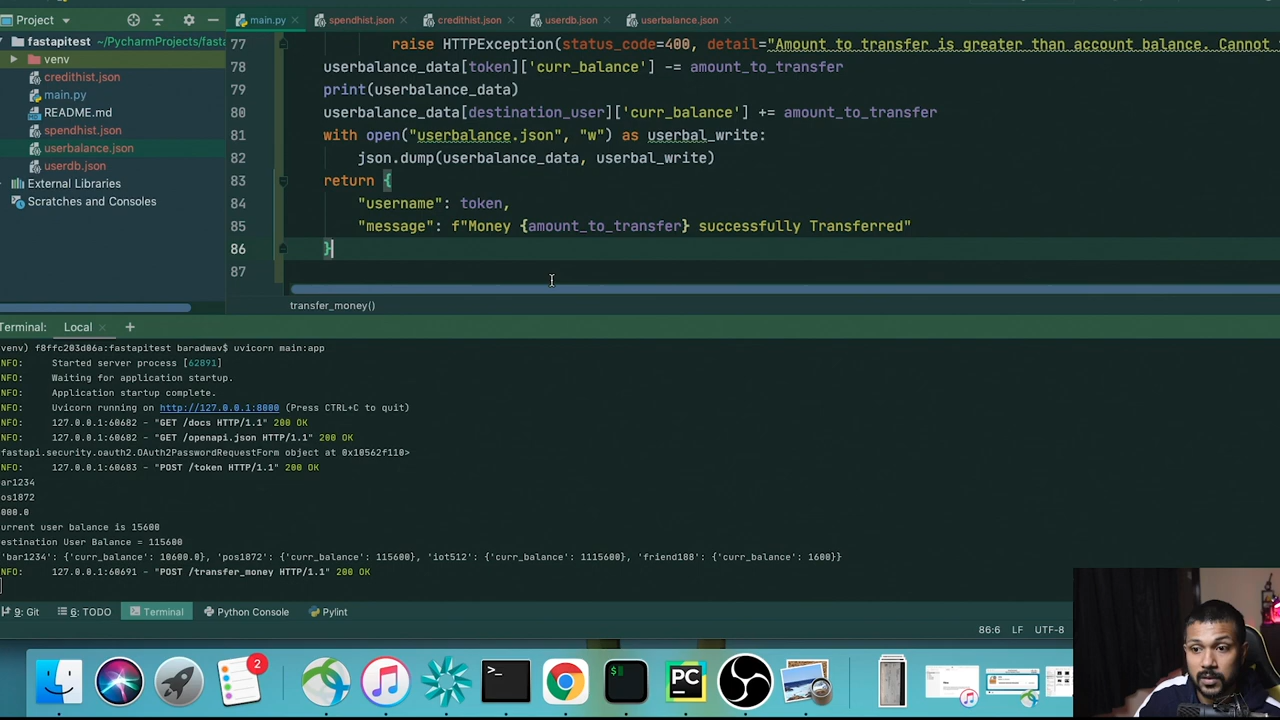 Project
main.py
spendhist.json
credithist.json
userdb.json
userbalance.json
fastapitest ~/PycharmProjects/fasta
venv
credithist.json
main.py
README.md
spendhist.json
userbalance.json
userdb.json
External Libraries
Scratches and Consoles
77 raise HTTPException(status_code=400, detail="Amount to transfer is greater than account balance. Cannot
78 userbalance_data[token]['curr_balance'] -= amount_to_transfer
79 print(userbalance_data)
80 userbalance_data[destination_user]['curr_balance'] += amount_to_transfer
81 with open("userbalance.json", "w") as userbal_write:
82 json.dump(userbalance_data, userbal_write)
83 return {
84 "username": token,
85 "message": f"Money {amount_to_transfer} successfully Transferred"
86 }
87
transfer_money()
Terminal: Local +
venv) f8ffc203d06a:fastapitest baradwav$ uvicorn main:app
NFO: Started server process [62891]
NFO: Waiting for application startup.
NFO: Application startup complete.
NFO: Uvicorn running on http://127.0.0.1:8000 (Press CTRL+C to quit)
NFO: 127.0.0.1:60682 - "GET /docs HTTP/1.1" 200 OK
NFO: 127.0.0.1:60682 - "GET /openapi.json HTTP/1.1" 200 OK
fastapi.security.oauth2.OAuth2PasswordRequestForm object at 0x10562f110>
NFO: 127.0.0.1:60683 - "POST /token HTTP/1.1" 200 OK
ar1234
os1872
000.0
urrent user balance is 15600
estination User Balance = 115600
'bar1234': {'curr_balance': 10600.0}, 'pos1872': {'curr_balance': 115600}, 'iot512': {'curr_balance': 1115600}, 'friend188': {'curr_balance': 1600}}
NFO: 127.0.0.1:60691 - "POST /transfer_money HTTP/1.1" 200 OK
9: Git
6: TODO
Terminal
Python Console
Pylint
86:6 LF UTF-8
2
PC